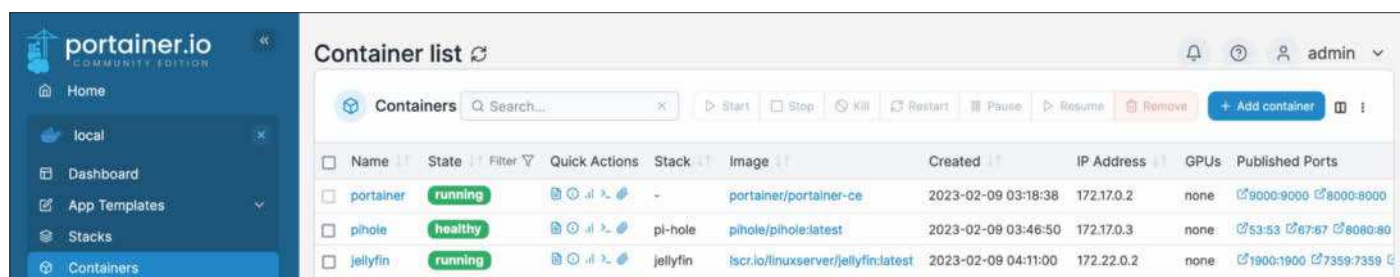 portainer.io
COMMUNITY EDITION
Home
local
Dashboard
App Templates
Stacks
Containers
Container list
admin
Containers Search... Start Stop Kill Restart Pause Resume Remove + Add container
Name State Filter Quick Actions Stack Image Created IP Address GPUs Published Ports
portainer running - portainer/portainer-ce 2023-02-09 03:18:38 172.17.0.2 none 9000:9000 8000:8000
pihole healthy pi-hole pihole/pihole:latest 2023-02-09 03:46:50 172.17.0.3 none 53:53 67:67 8080:80
jellyfin running jellyfin lscr.io/linuxserver/jellyfin:latest 2023-02-09 04:11:00 172.22.0.2 none 1900:1900 7359:7359